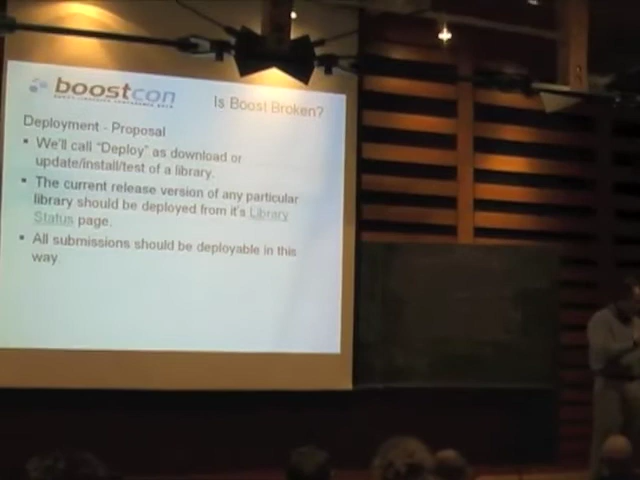 boostcon
Is Boost Broken?
Deployment - Proposal
▪ We'll call "Deploy" as download or
update/install/test of a library.
▪ The current release version of any particular
library should be deployed from it's Library
Status page.
▪ All submissions should be deployable in this
way.